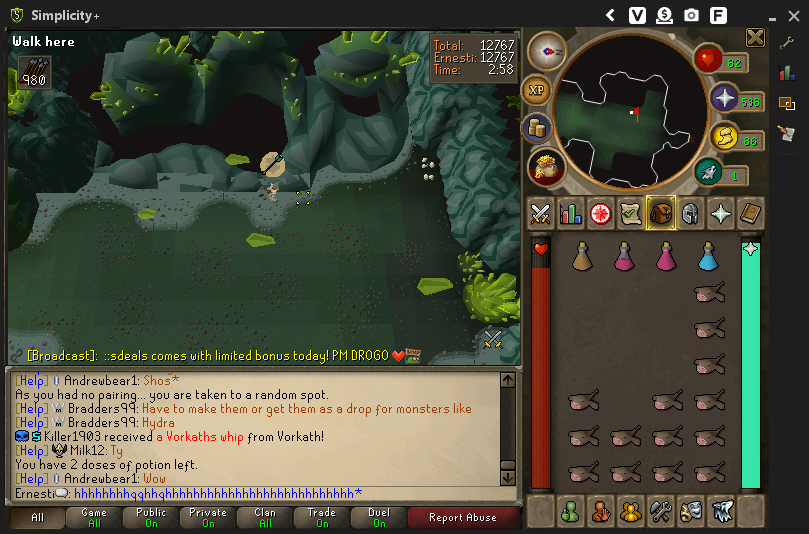 Simplicity+
V
F
Walk here
980
Total: 12767
Ernesti: 12767
Time: 2:58
XP
N
82
538
86
1
[Broadcast]: ::sdeals comes with limited bonus today! PM DROGO
[Help] Andrewbear1: Shos*
As you had no pairing... you are taken to a random spot.
[Help] Bradders99: Have to make them or get them as a drop for monsters like
[Help] Bradders99: Hydra
Killer1903 received a Vorkaths whip from Vorkath!
[Help] Milk12: Ty
You have 2 doses of potion left.
[Help] Andrewbear1: Wow
All
Game
All
Public
On
Private
On
Clan
All
Trade
On
Duel
On
Report Abuse